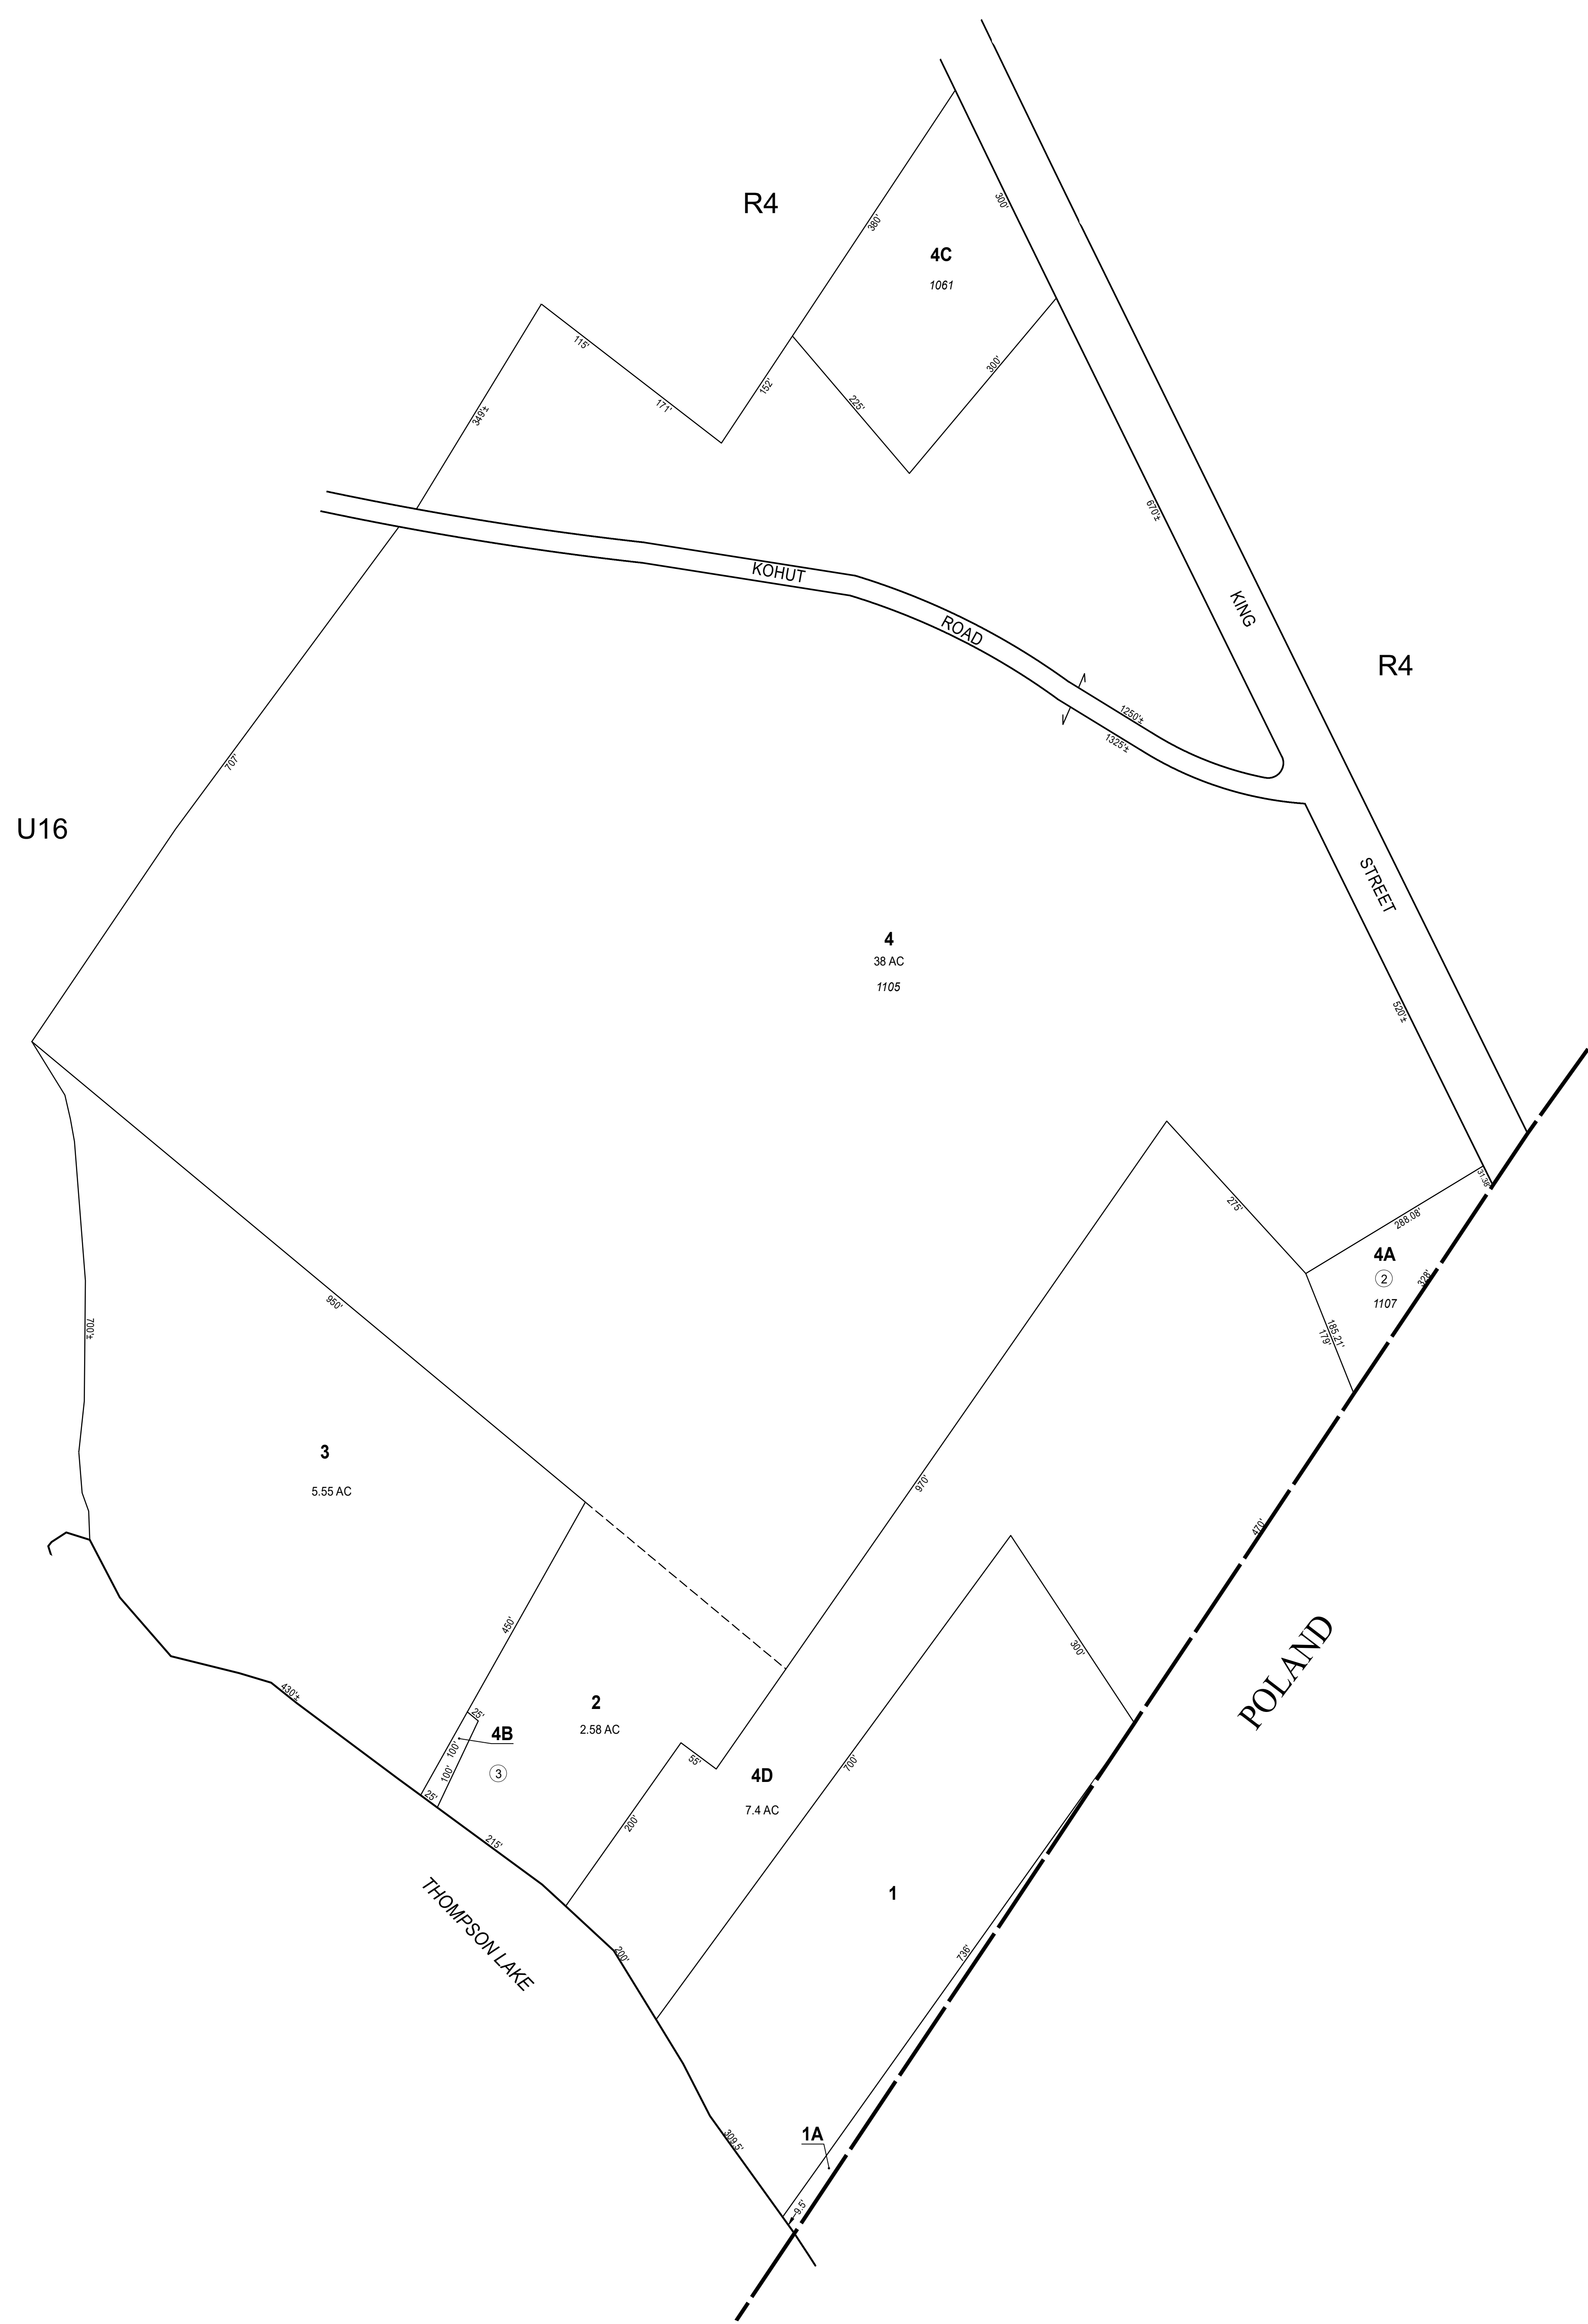 R4
300'
380'
4C
1061
115'
300'
152'
171'
225'
349'±
670'±
KOHUT
ROAD
KING
R4
1250'±
1325'±
707'
U16
STREET
4
38 AC
1105
520'±
31.38'
275'
288.08'
4A
2
1107
328'
185.21'
179'
950'
700'±
3
5.55 AC
970'
470'
450'
300'
POLAND
430'±
2
2.58 AC
25'
4B
100'
100'
3
25'
55'
4D
7.4 AC
700'
200'
215'
1
THOMPSON LAKE
200'
736'
309.5'
1A
9.5'